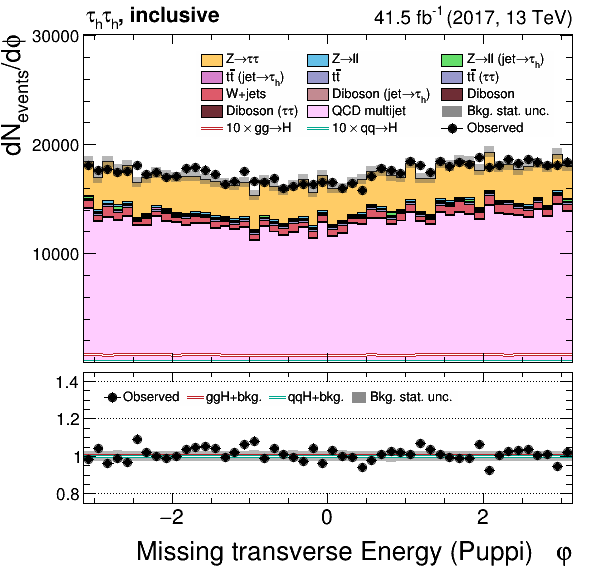 τhτh, inclusive 41.5 fb⁻¹ (2017, 13 TeV)
dNevents/dϕ
30000
20000
10000
Z→ττ Z→ll Z→ll (jet→τh)
tt̄ (jet→τh) tt̄ tt̄ (ττ)
W+jets Diboson (jet→τh) Diboson
Diboson (ττ) QCD multijet Bkg. stat. unc.
10 × gg→H 10 × qq→H Observed
1.4
1.2
1
0.8
Observed ggH+bkg. qqH+bkg. Bkg. stat. unc.
−2 0 2
Missing transverse Energy (Puppi) φ